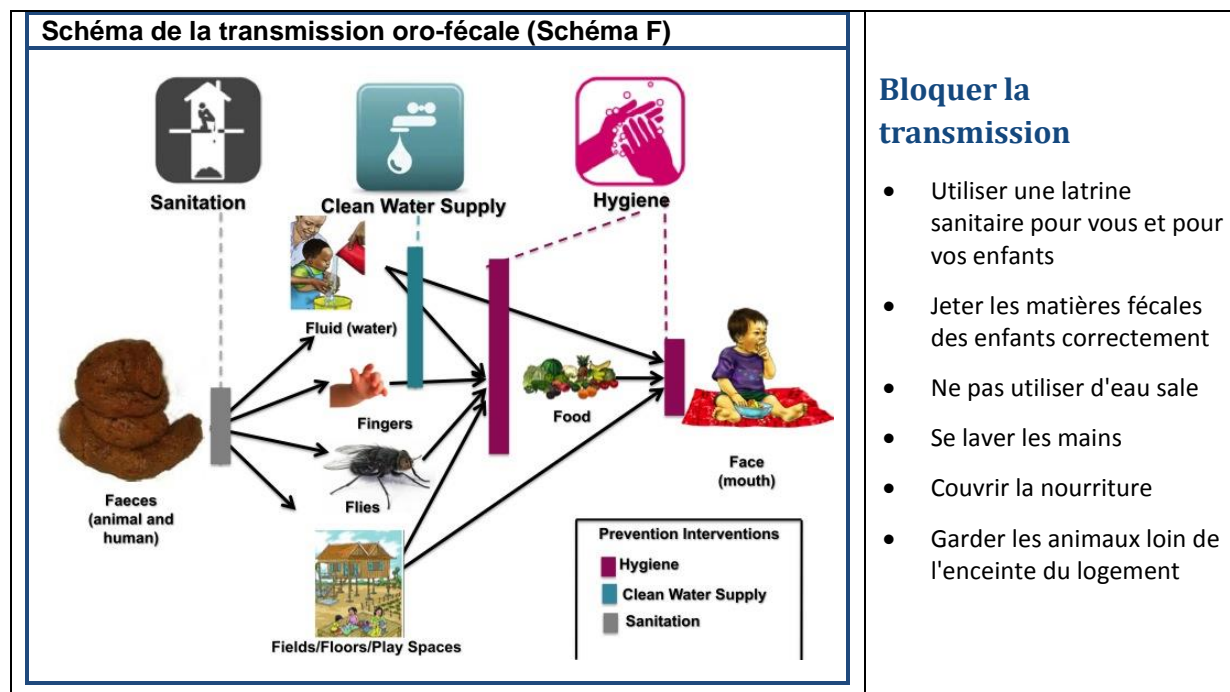 Schéma de la transmission oro-fécale (Schéma F)
Sanitation
Clean Water Supply
Hygiene
Fluid (water)
Fingers
Food
Flies
Faeces
(animal and
human)
Face
(mouth)
Fields/Floors/Play Spaces
Prevention Interventions
Hygiene
Clean Water Supply
Sanitation
Bloquer la
transmission
• Utiliser une latrine
sanitaire pour vous et pour
vos enfants
• Jeter les matières fécales
des enfants correctement
• Ne pas utiliser d'eau sale
• Se laver les mains
• Couvrir la nourriture
• Garder les animaux loin de
l'enceinte du logement